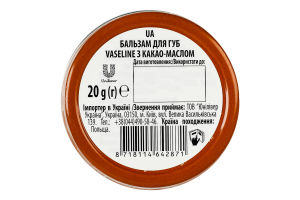 UA
БАЛЬЗАМ ДЛЯ ГУБ
VASELINE З КАКАО-МАСЛОМ
Дата виготовлення/Використати до:
Unilever
20 g (г) ℮
Імпортер в Україні /Звернення приймає: ТОВ "Юнілівер
Україна", Україна, 03150, м. Київ, вул. Велика Васильківська
139. Т.: +38(044)490-58-46. Країна походження:
Польща.
8 718114 642871